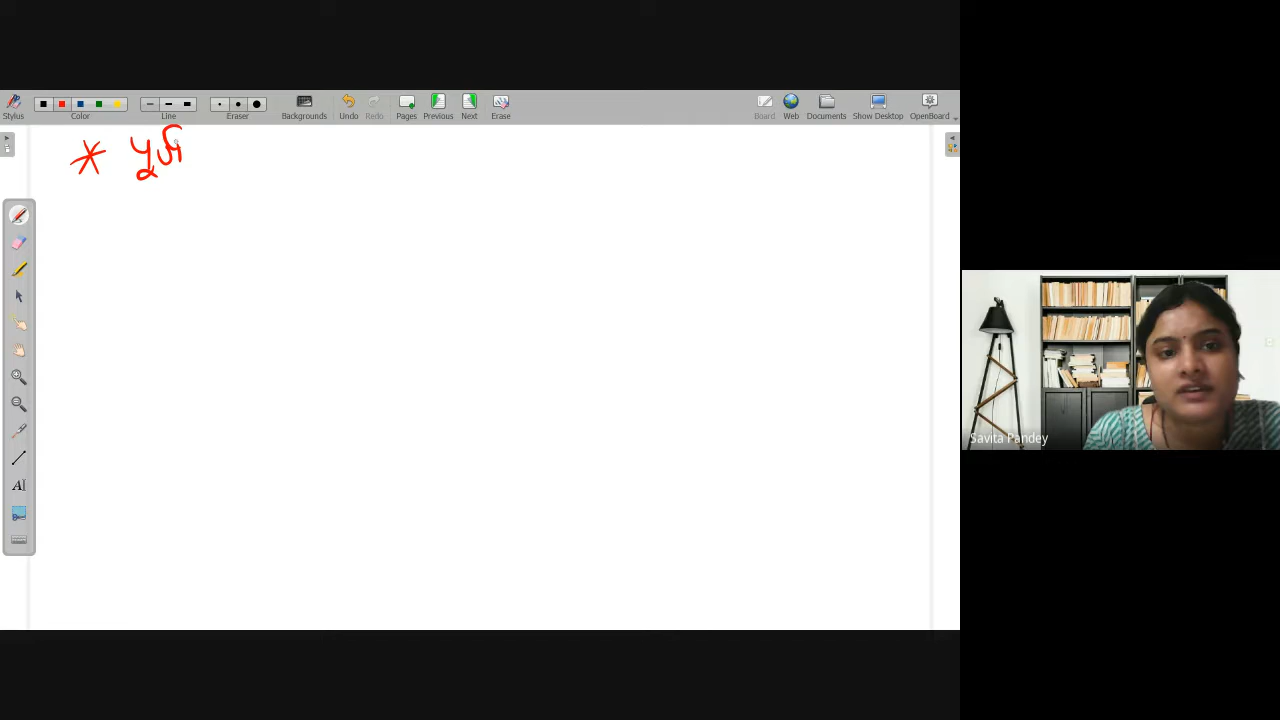 Stylus
Color
Line
Eraser
Backgrounds
Undo
Redo
Pages
Previous
Next
Erase
Board
Web
Documents
Show Desktop
OpenBoard
*
Savita Pandey